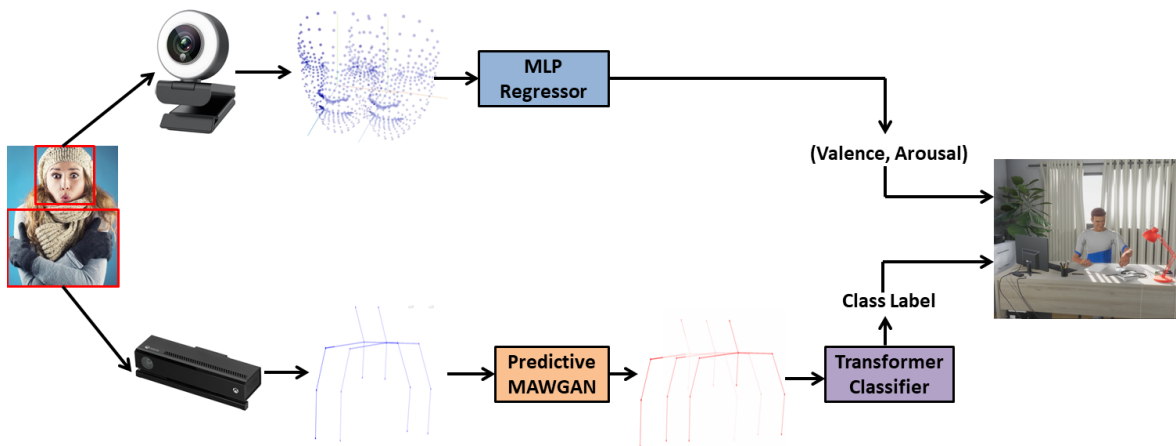 MLP
Regressor
(Valence, Arousal)
Class Label
Predictive
MAWGAN
Transformer
Classifier